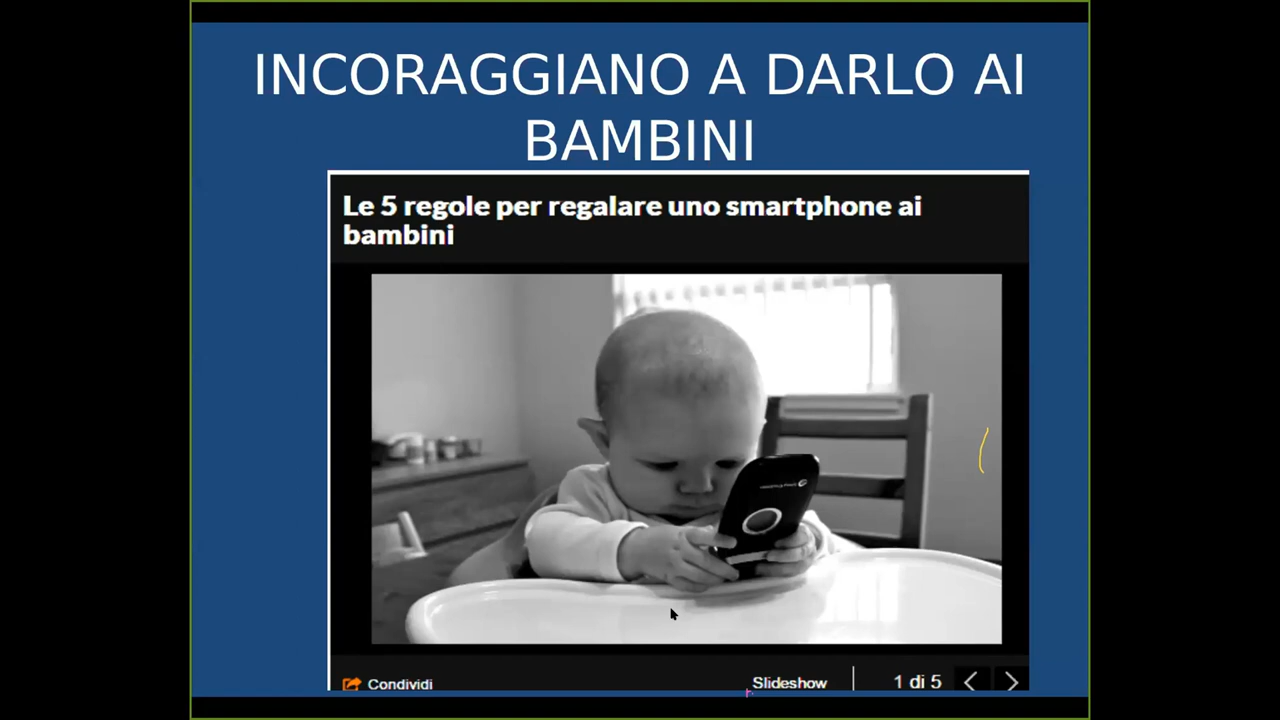 INCORAGGIANO A DARLO AI
BAMBINI
Le 5 regole per regalare uno smartphone ai
bambini
Condividi
Slideshow
1 di 5